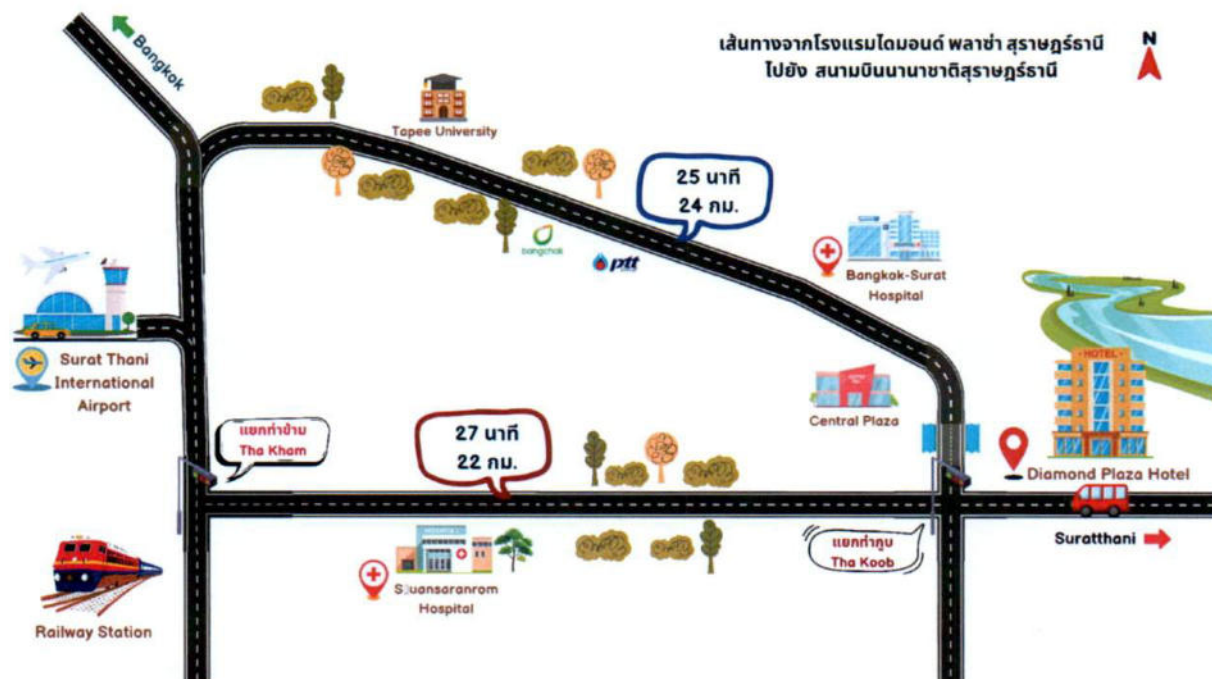 เส้นทางจากโรงแรมไดมอนด์ พลาซ่า สุราษฎร์ธานี
ไปยัง สนามบินนานาชาติสุราษฎร์ธานี
N
Bangkok
Tapee University
25 นาที
24 กม.
bangchak
ptt
Bangkok-Surat
Hospital
HOTEL
Surat Thani
International
Airport
Central Plaza
แยกท่าข้าม
Tha Kham
27 นาที
22 กม.
Diamond Plaza Hotel
Suratthani
แยกท่ากูบ
Tha Koob
HOSPITAL
Suansaranrom
Hospital
Railway Station